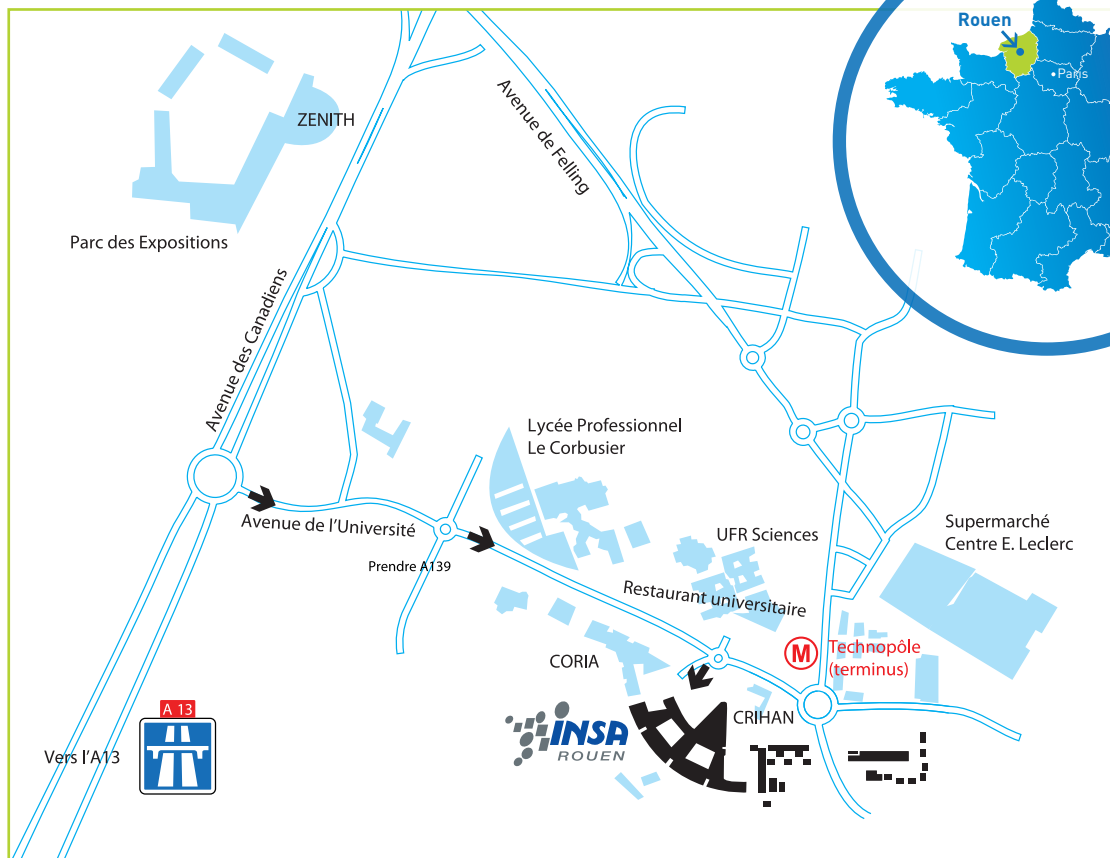 Rouen
Paris
ZENITH
Parc des Expositions
Avenue de Felling
Avenue des Canadiens
Lycée Professionnel
Le Corbusier
Avenue de l'Université
Prendre A139
UFR Sciences
Supermarché
Centre E. Leclerc
Restaurant universitaire
M
Technopôle
(terminus)
CORIA
CRIHAN
INSA
ROUEN
A 13
Vers l'A13